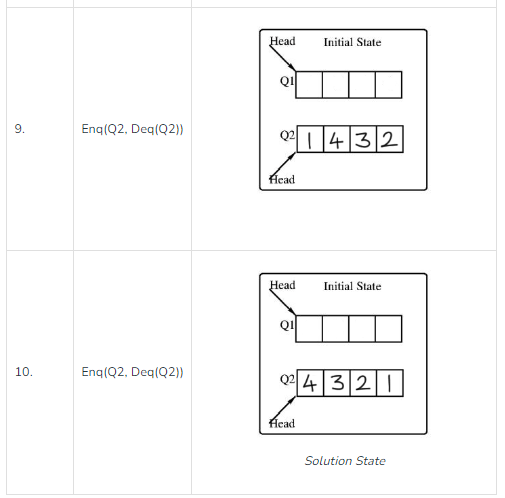 Head Initial State
Q1
9. Enq(Q2, Deq(Q2))
Q2 1 4 3 2
Head
Head Initial State
Q1
10. Enq(Q2, Deq(Q2))
Q2 4 3 2 1
Head
Solution State